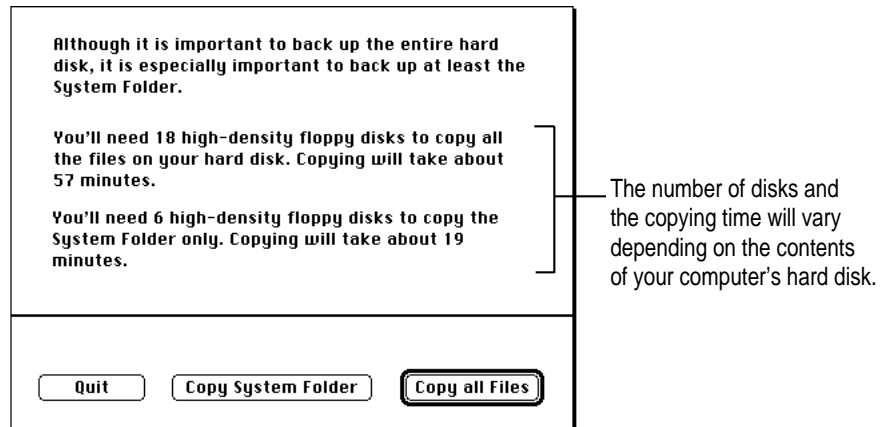 Although it is important to back up the entire hard
disk, it is especially important to back up at least the
System Folder.
You'll need 18 high-density floppy disks to copy all
the files on your hard disk. Copying will take about
57 minutes.
You'll need 6 high-density floppy disks to copy the
System Folder only. Copying will take about 19
minutes.
The number of disks and
the copying time will vary
depending on the contents
of your computer's hard disk.
Quit
Copy System Folder
Copy all Files